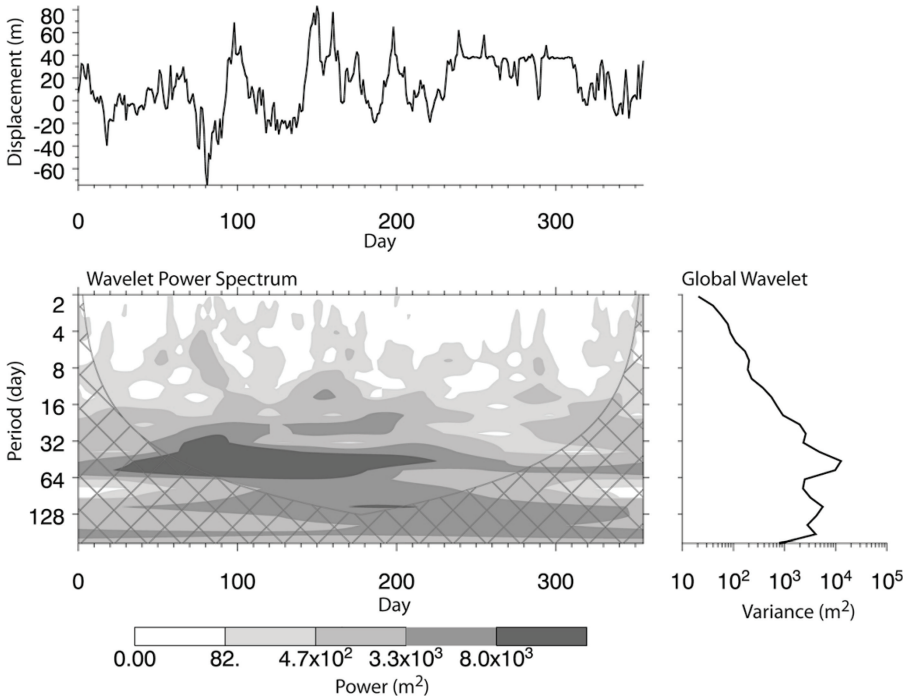 80
60
40
20
0
-20
-40
-60
Displacement (m)
0 100 200 300
Day
Wavelet Power Spectrum
Global Wavelet
2
4
8
16
32
64
128
Period (day)
0 100 200 300
Day
10 10² 10³ 10⁴ 10⁵
Variance (m²)
0.00 82. 4.7x10² 3.3x10³ 8.0x10³
Power (m²)